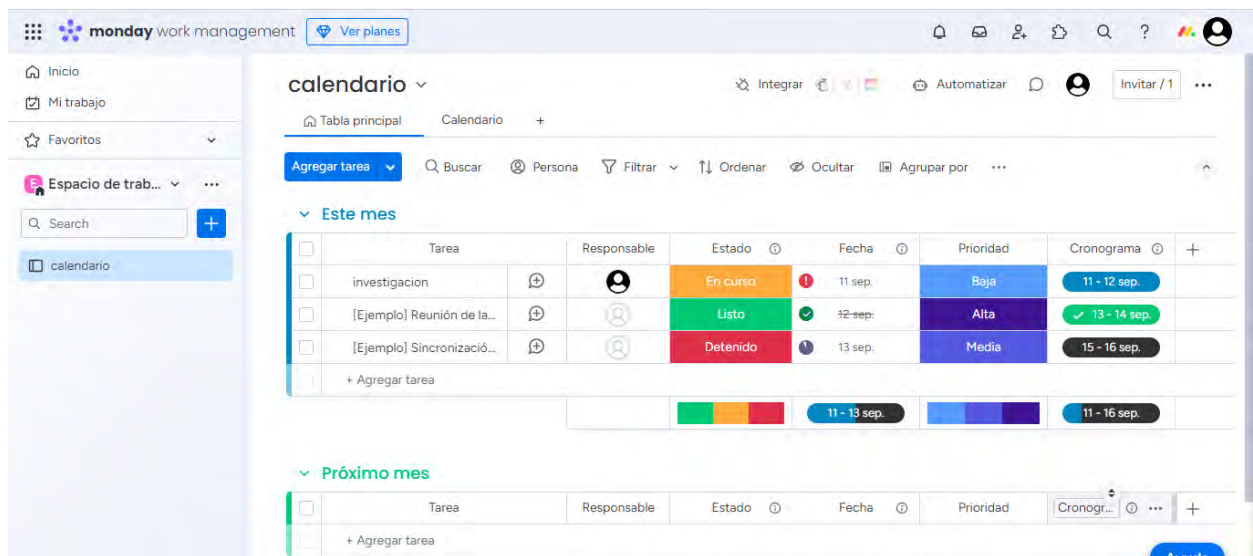 monday work management Ver planes
Inicio
Mi trabajo
Favoritos
Espacio de trab...
Search
calendario
calendario
Integrar
Automatizar
Invitar / 1
Tabla principal Calendario +
Agregar tarea Buscar Persona Filtrar Ordenar Ocultar Agrupar por
Este mes
Tarea Responsable Estado Fecha Prioridad Cronograma
investigacion En curso 11 sep. Baja 11 - 12 sep.
[Ejemplo] Reunión de la... Listo 12 sep. Alta 13 - 14 sep.
[Ejemplo] Sincronizació... Detenido 13 sep. Media 15 - 16 sep.
+ Agregar tarea
11 - 13 sep. 11 - 16 sep.
Próximo mes
Tarea Responsable Estado Fecha Prioridad Cronogr...
+ Agregar tarea